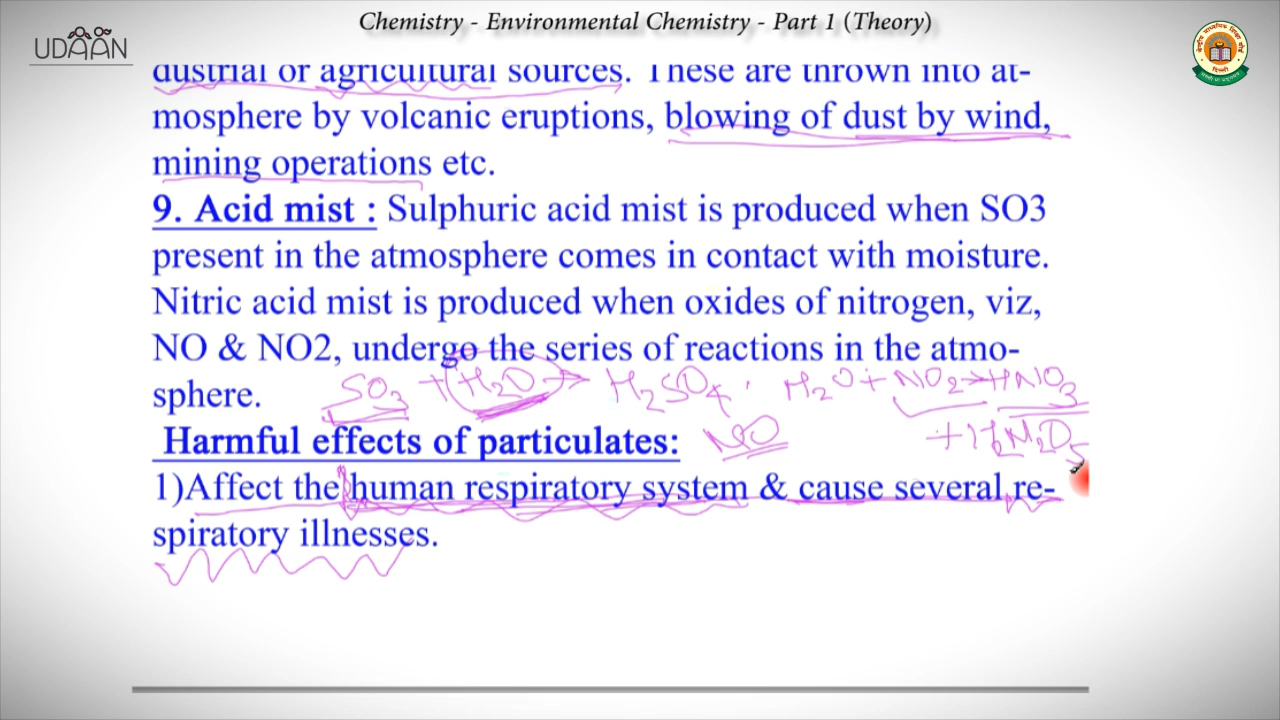 Chemistry - Environmental Chemistry - Part 1 (Theory)
UDAAN
dustrial or agricultural sources. These are thrown into at-
mosphere by volcanic eruptions, blowing of dust by wind,
mining operations etc.
9. Acid mist : Sulphuric acid mist is produced when SO3
present in the atmosphere comes in contact with moisture.
Nitric acid mist is produced when oxides of nitrogen, viz,
NO & NO2, undergo the series of reactions in the atmo-
sphere.
SO3 + (H2O) → H2SO4. H2O + NO2 → HNO3
Harmful effects of particulates:
NO
1)Affect the human respiratory system & cause several re-
spiratory illnesses.